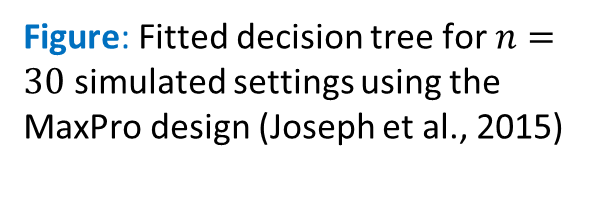 Figure: Fitted decision tree for n =
30 simulated settings using the
MaxPro design (Joseph et al., 2015)